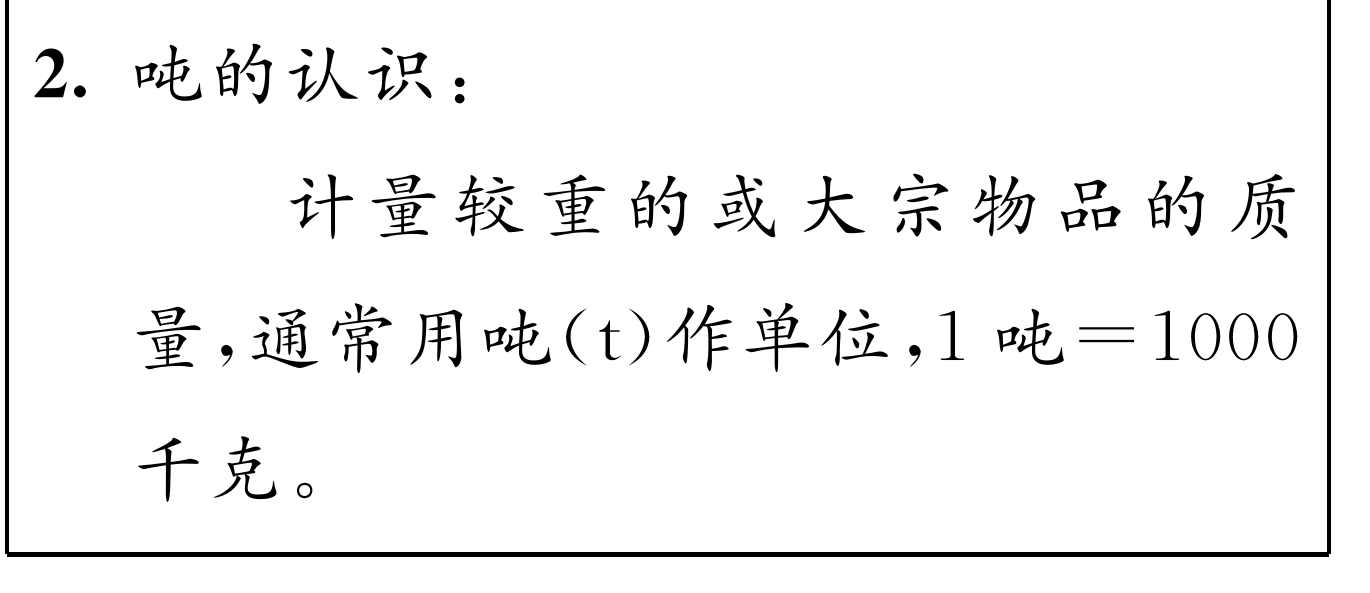 2. 吨的认识：
计量较重的或大宗物品的质
量,通常用吨(t)作单位,1 吨=1000
千克。